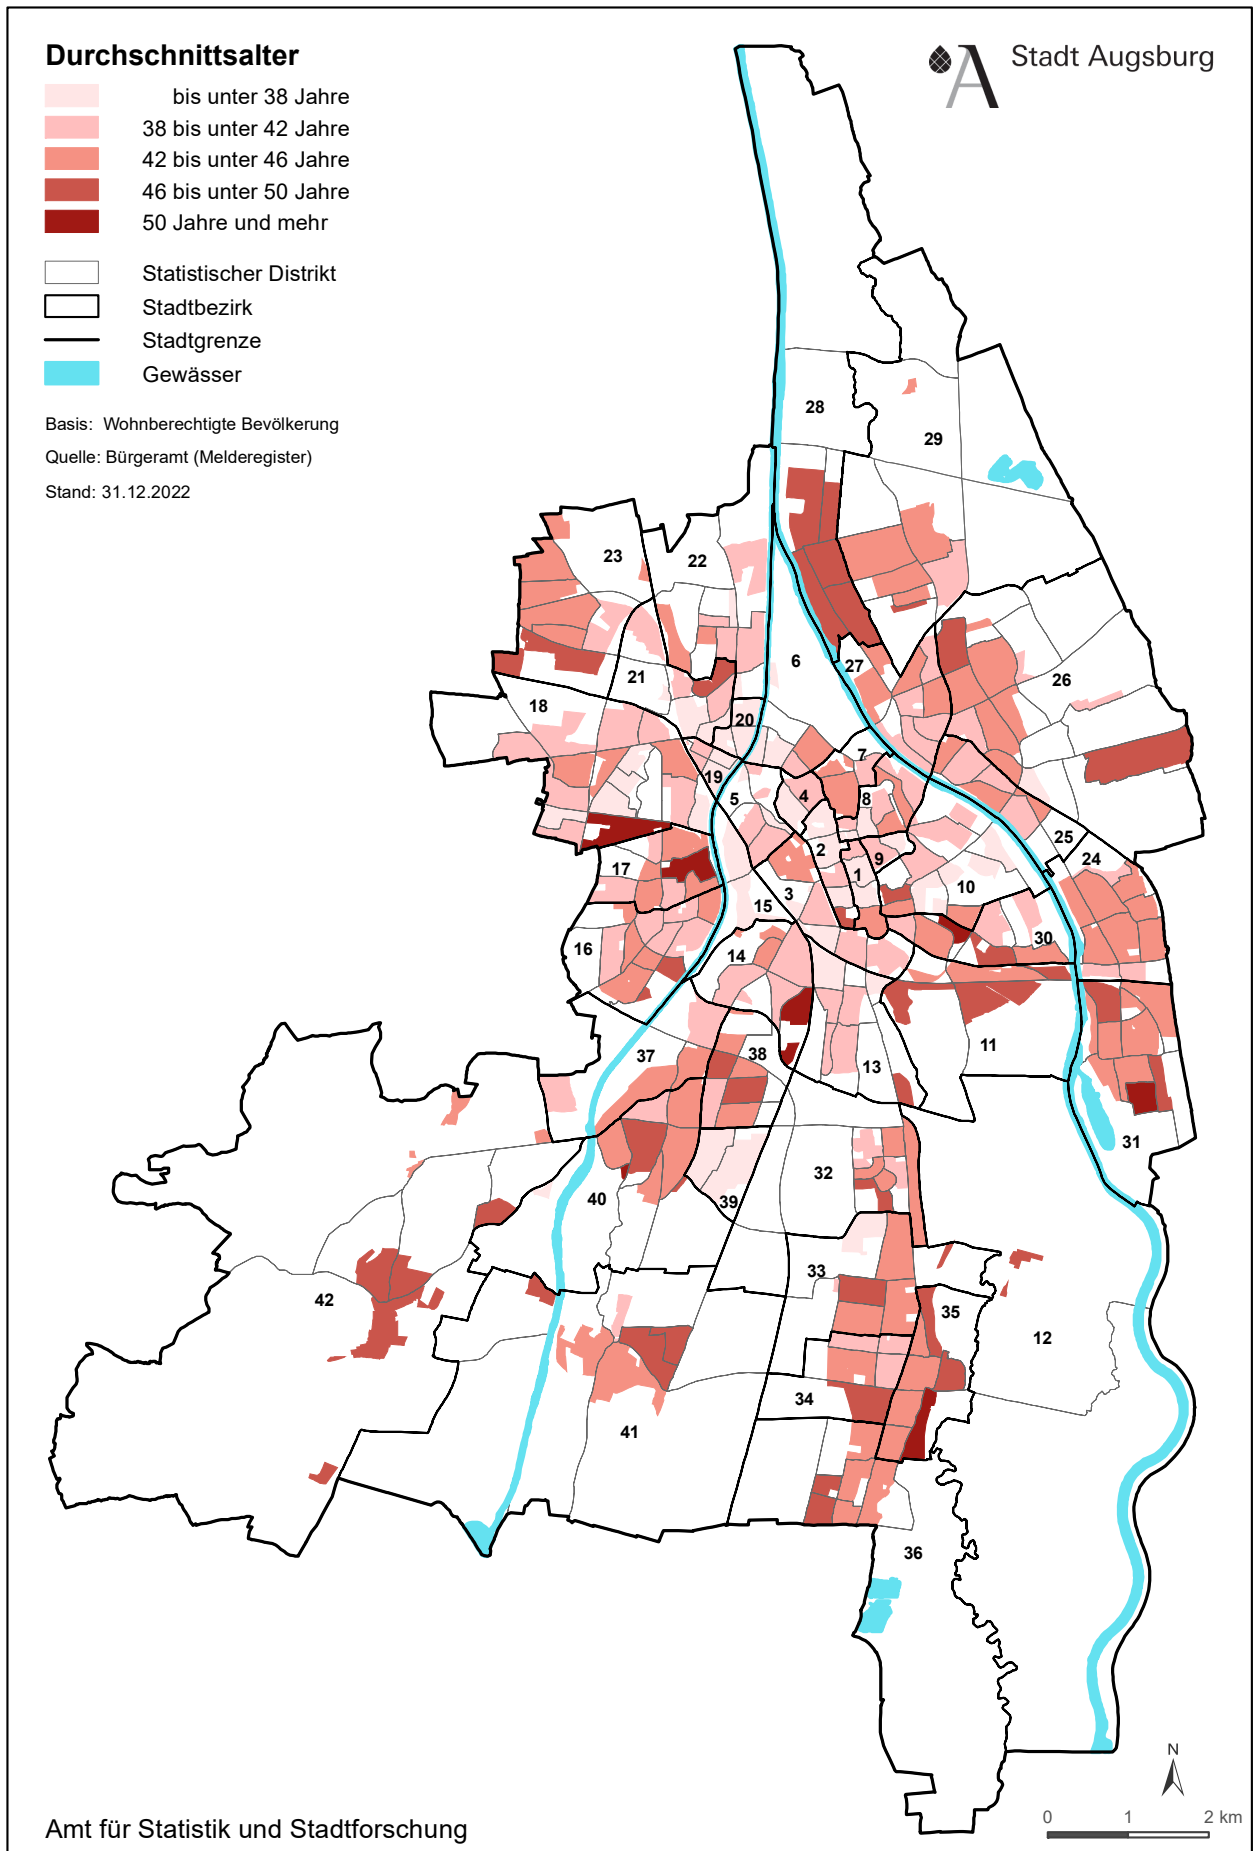 Durchschnittsalter
bis unter 38 Jahre
38 bis unter 42 Jahre
42 bis unter 46 Jahre
46 bis unter 50 Jahre
50 Jahre und mehr
Statistischer Distrikt
Stadtbezirk
Stadtgrenze
Gewässer
Basis: Wohnberechtigte Bevölkerung
Quelle: Bürgeramt (Melderegister)
Stand: 31.12.2022
A Stadt Augsburg
28
29
23
22
6
27
26
21
18
20
7
19
5
4
8
25
2
9
24
17
1
10
3
15
30
16
14
11
37
38
13
31
32
40
39
33
42
35
12
34
41
36
N
0 1 2 km
Amt für Statistik und Stadtforschung